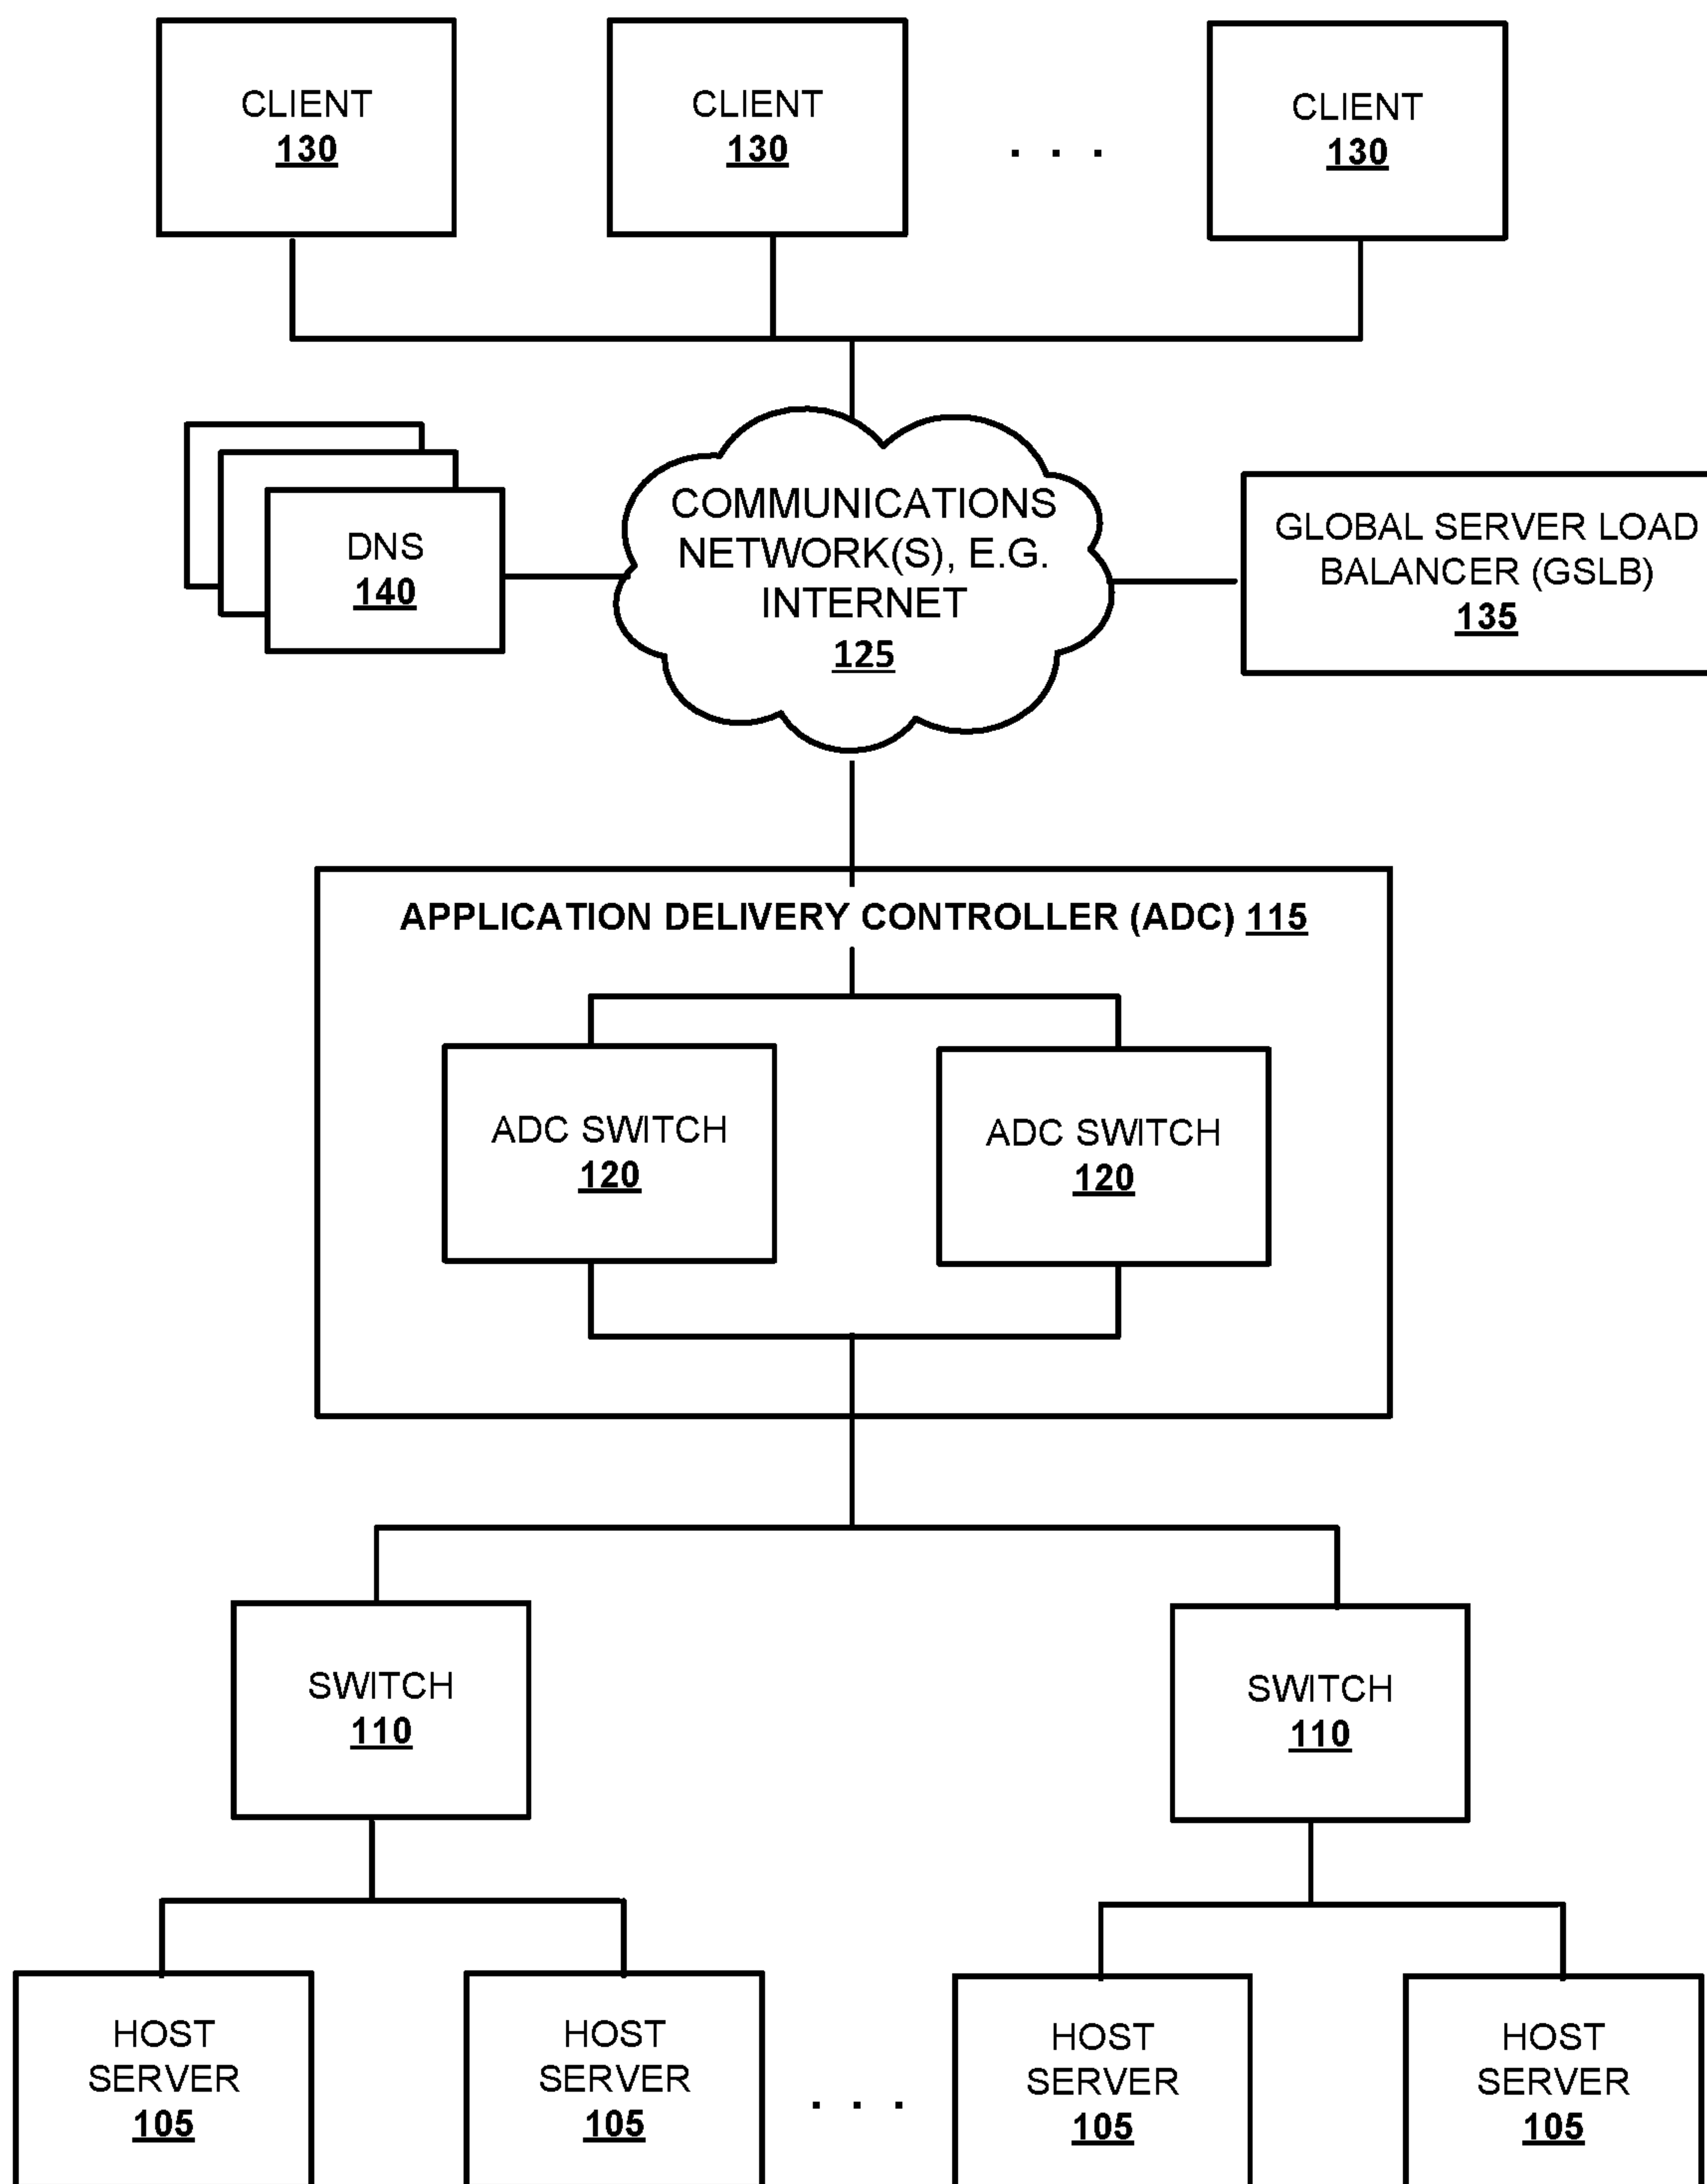 CLIENT
130
CLIENT
130
. . .
CLIENT
130
DNS
140
COMMUNICATIONS
NETWORK(S), E.G.
INTERNET
125
GLOBAL SERVER LOAD
BALANCER (GSLB)
135
APPLICATION DELIVERY CONTROLLER (ADC) 115
ADC SWITCH
120
ADC SWITCH
120
SWITCH
110
SWITCH
110
HOST
SERVER
105
HOST
SERVER
105
. . .
HOST
SERVER
105
HOST
SERVER
105